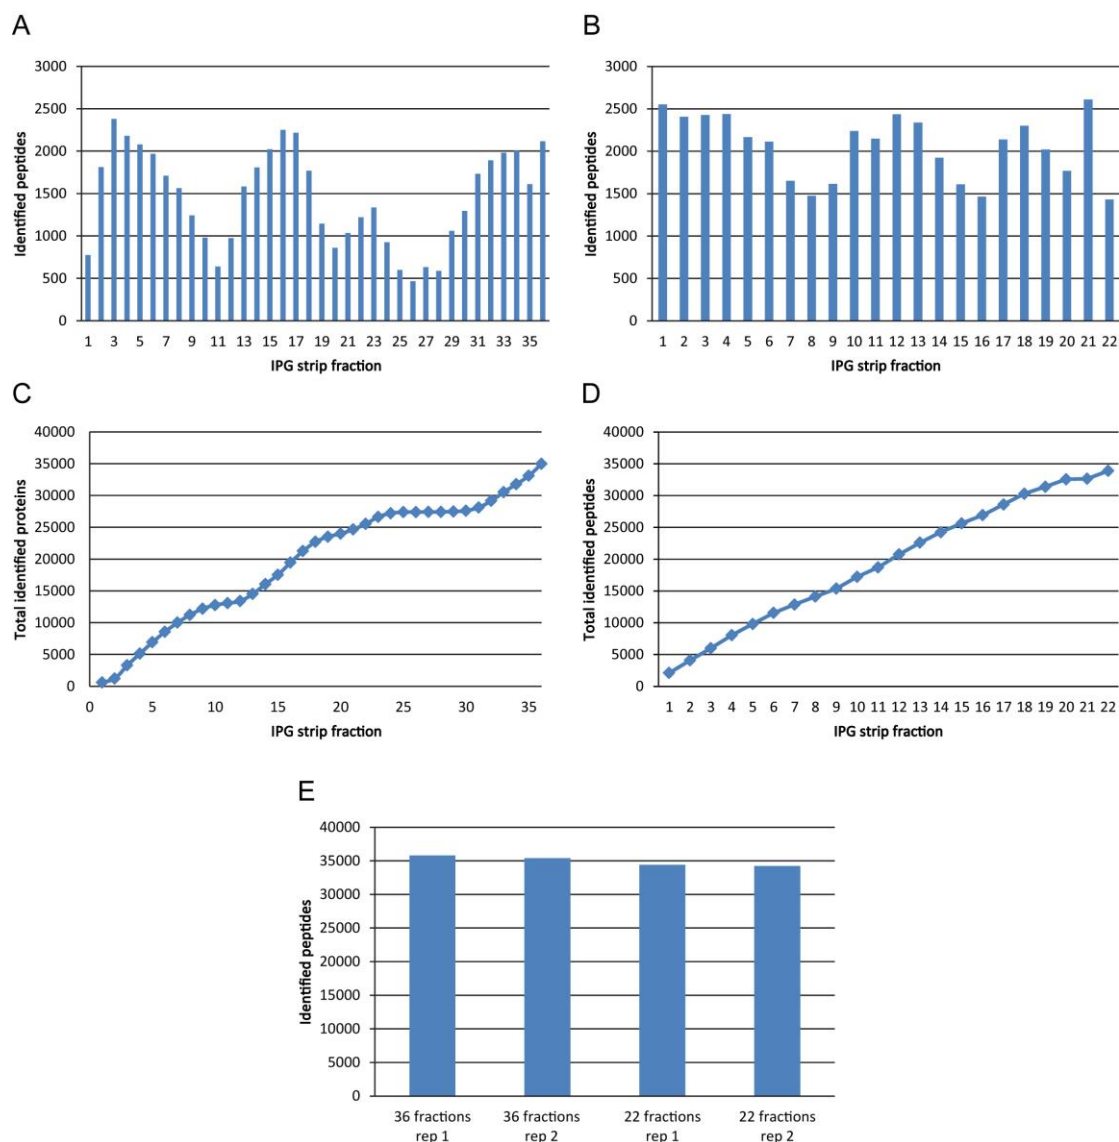 A
3000
2500
2000
1500
1000
500
0
Identified peptides
1 3 5 7 9 11 13 15 17 19 21 23 25 27 29 31 33 35
IPG strip fraction
B
3000
2500
2000
1500
1000
500
0
Identified peptides
1 2 3 4 5 6 7 8 9 10 11 12 13 14 15 16 17 18 19 20 21 22
IPG strip fraction
C
40000
35000
30000
25000
20000
15000
10000
5000
0
Total identified proteins
0 5 10 15 20 25 30 35
IPG strip fraction
D
40000
35000
30000
25000
20000
15000
10000
5000
0
Total identified peptides
1 2 3 4 5 6 7 8 9 10 11 12 13 14 15 16 17 18 19 20 21 22
IPG strip fraction
E
40000
35000
30000
25000
20000
15000
10000
5000
0
Identified peptides
36 fractions 36 fractions 22 fractions 22 fractions
rep 1 rep 2 rep 1 rep 2